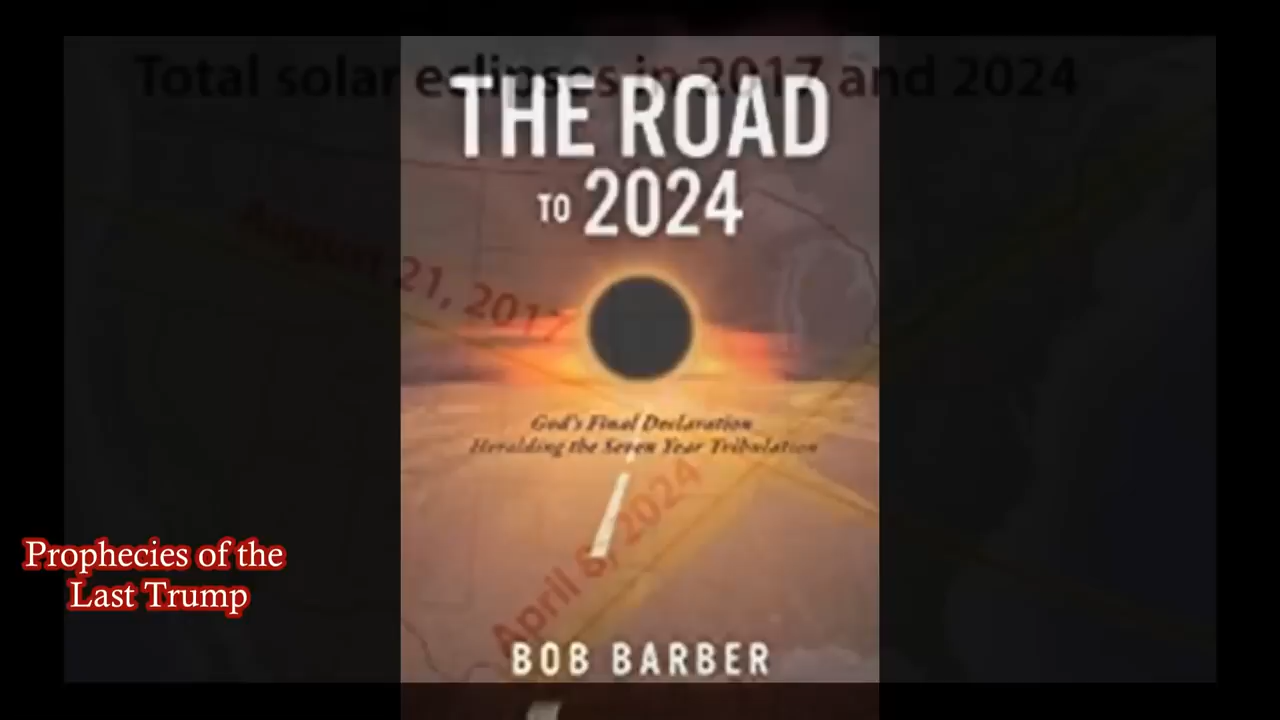 Total solar eclipses in 2017 and 2024
THE ROAD
TO 2024
August 21, 2017
God's Final Declaration
Heralding the Seven Year Tribulation
April 8, 2024
Prophecies of the
Last Trump
BOB BARBER